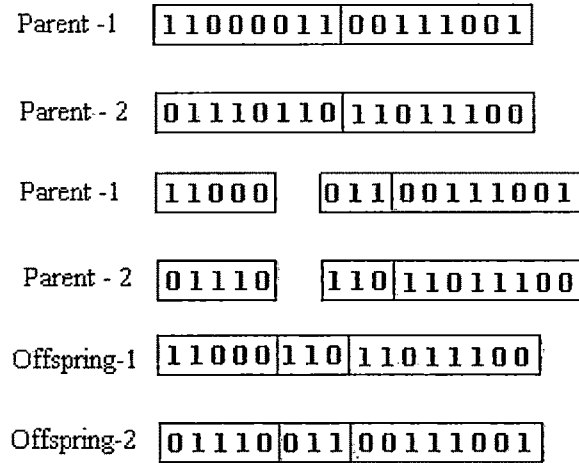 Parent -1 11000011 00111001
Parent - 2 01110110 11011100
Parent -1 11000 011 00111001
Parent - 2 01110 110 11011100
Offspring-1 11000 110 11011100
Offspring-2 01110 011 00111001